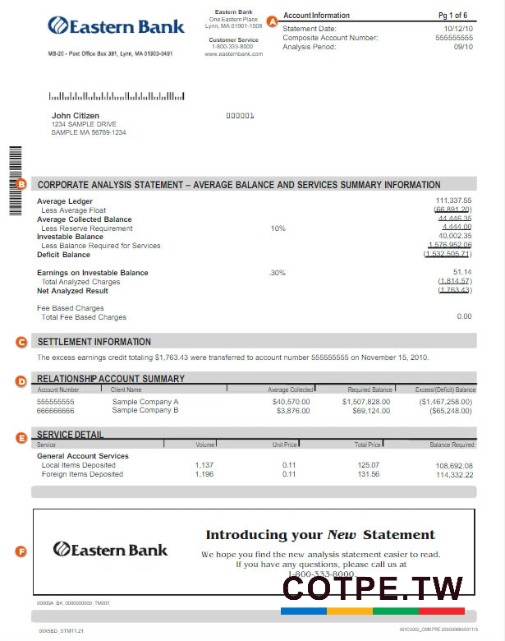 Eastern Bank
Eastern Bank
One Eastern Place
Lynn, MA 01901-1508
Customer Service
1-800-333-8000
www.easternbank.com
MB-20 - Post Office Box 391, Lynn, MA 01903-0491
A
Account Information Pg 1 of 6
Statement Date: 10/12/10
Composite Account Number: 555555555
Analysis Period: 09/10
John Citizen
1234 SAMPLE DRIVE
SAMPLE MA 56789-1234
000001
B
CORPORATE ANALYSIS STATEMENT – AVERAGE BALANCE AND SERVICES SUMMARY INFORMATION
Average Ledger 111,337.55
Less Average Float (66,891.20)
Average Collected Balance 44,446.35
Less Reserve Requirement 10% 4,444.00
Investable Balance 40,002.35
Less Balance Required for Services 1,576,952.06
Deficit Balance (1,532,505.71)
Earnings on Investable Balance .30% 51.14
Total Analyzed Charges (1,814.57)
Net Analyzed Result (1,763.43)
Fee Based Charges
Total Fee Based Charges 0.00
C
SETTLEMENT INFORMATION
The excess earnings credit totaling $1,763.43 were transferred to account number 555555555 on November 15, 2010.
D
RELATIONSHIP ACCOUNT SUMMARY
Account Number Client Name Average Collected Required Balance Excess(Deficit) Balance
555555555 Sample Company A $40,570.00 $1,507,828.00 ($1,467,258.00)
666666666 Sample Company B $3,876.00 $69,124.00 ($65,248.00)
E
SERVICE DETAIL
Service Volume Unit Price Total Price Balance Required
General Account Services
Local Items Deposited 1,137 0.11 125.07 108,692.08
Foreign Items Deposited 1,196 0.11 131.56 114,332.22
F
Eastern Bank
Introducing your New Statement
We hope you find the new analysis statement easier to read.
If you have any questions, please call us at
1-800-333-8000
COTPE.TW